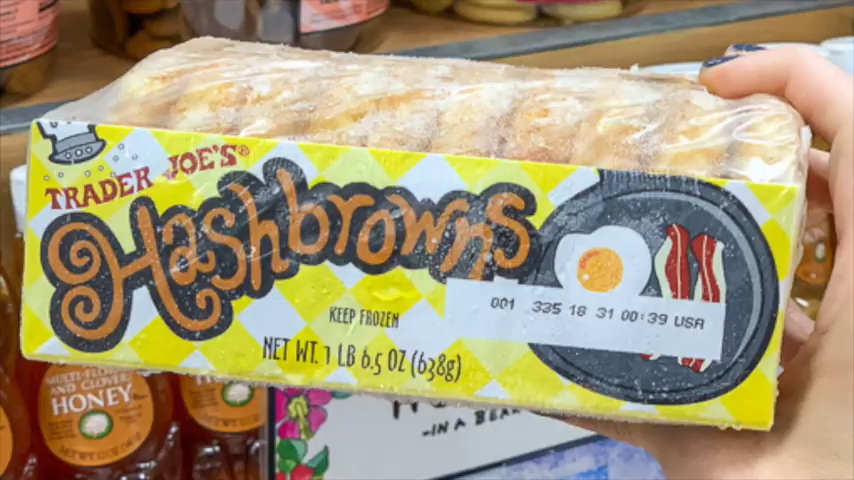 TRADER JOE'S®
Hashbrowns
KEEP FROZEN
NET WT. 1 LB 6.5 OZ (638g)
001 335 18 31 00:39 USA
MULTI-FLORAL
AND CLOVER
HONEY
-IN A